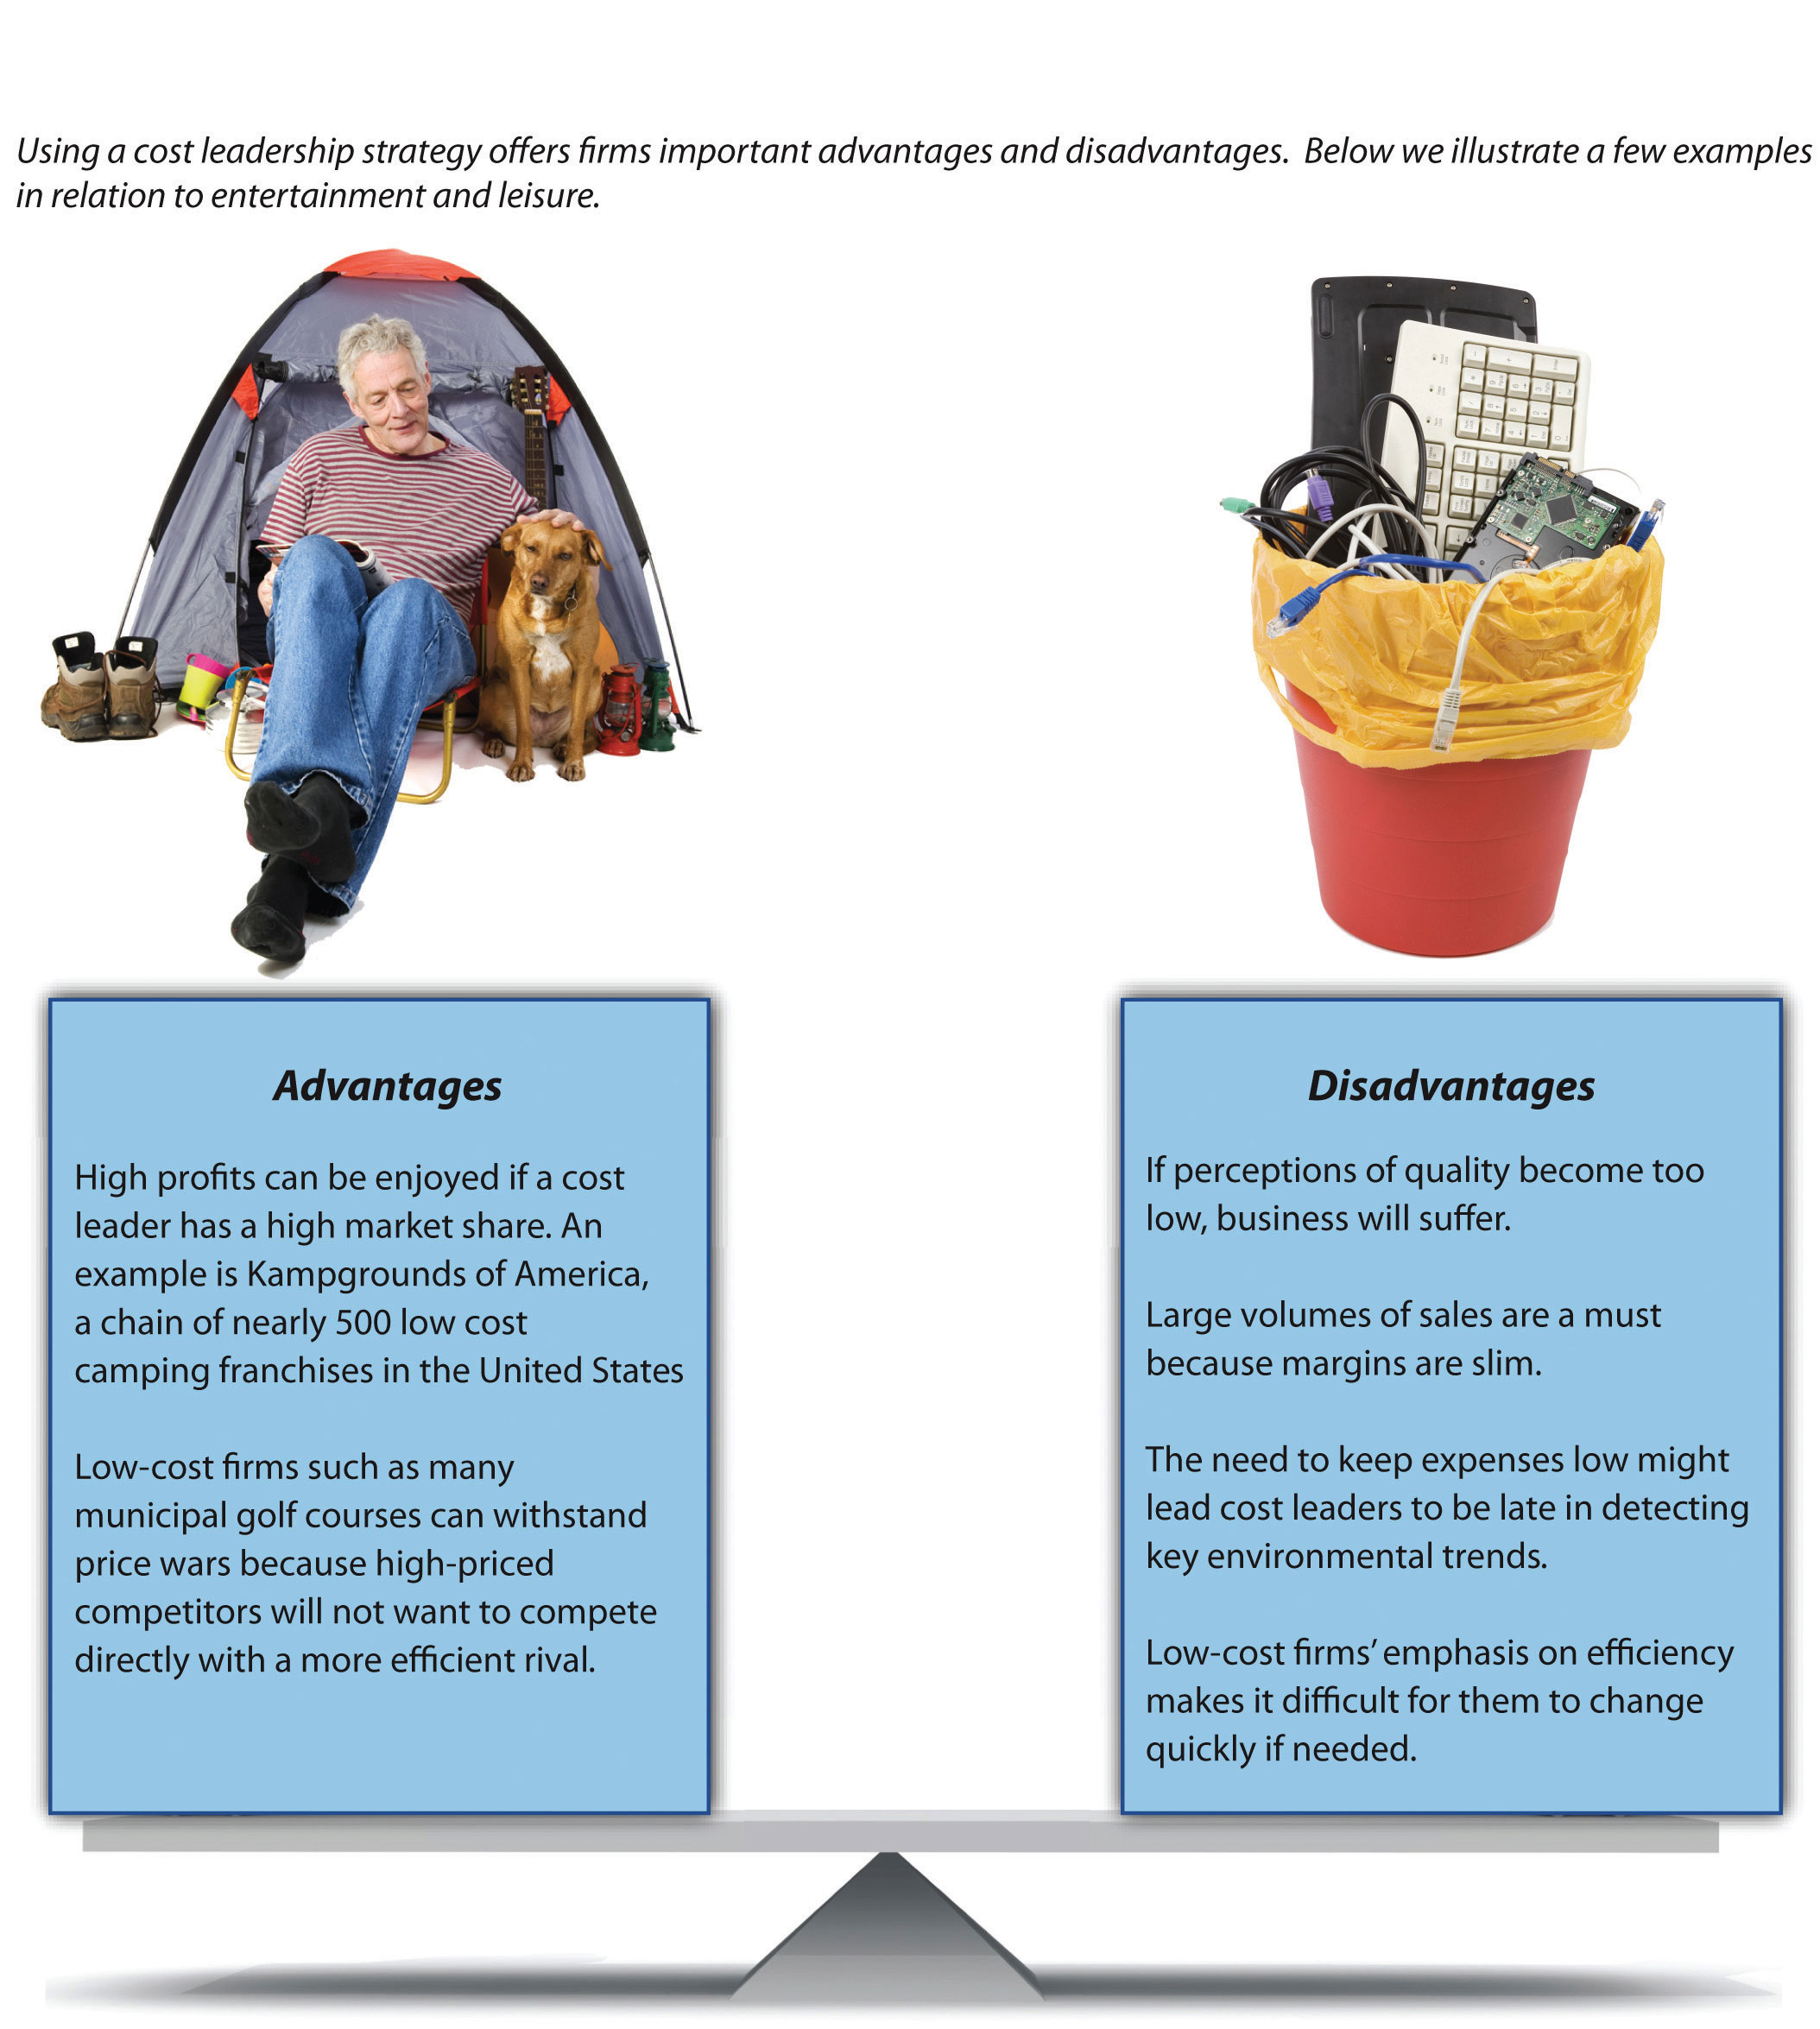 Using a cost leadership strategy offers firms important advantages and disadvantages.  Below we illustrate a few examples
in relation to entertainment and leisure.
Advantages
High profits can be enjoyed if a cost
leader has a high market share. An
example is Kampgrounds of America,
a chain of nearly 500 low cost
camping franchises in the United States
Low-cost firms such as many
municipal golf courses can withstand
price wars because high-priced
competitors will not want to compete
directly with a more efficient rival.
Disadvantages
If perceptions of quality become too
low, business will suffer.
Large volumes of sales are a must
because margins are slim.
The need to keep expenses low might
lead cost leaders to be late in detecting
key environmental trends.
Low-cost firms’ emphasis on efficiency
makes it difficult for them to change
quickly if needed.